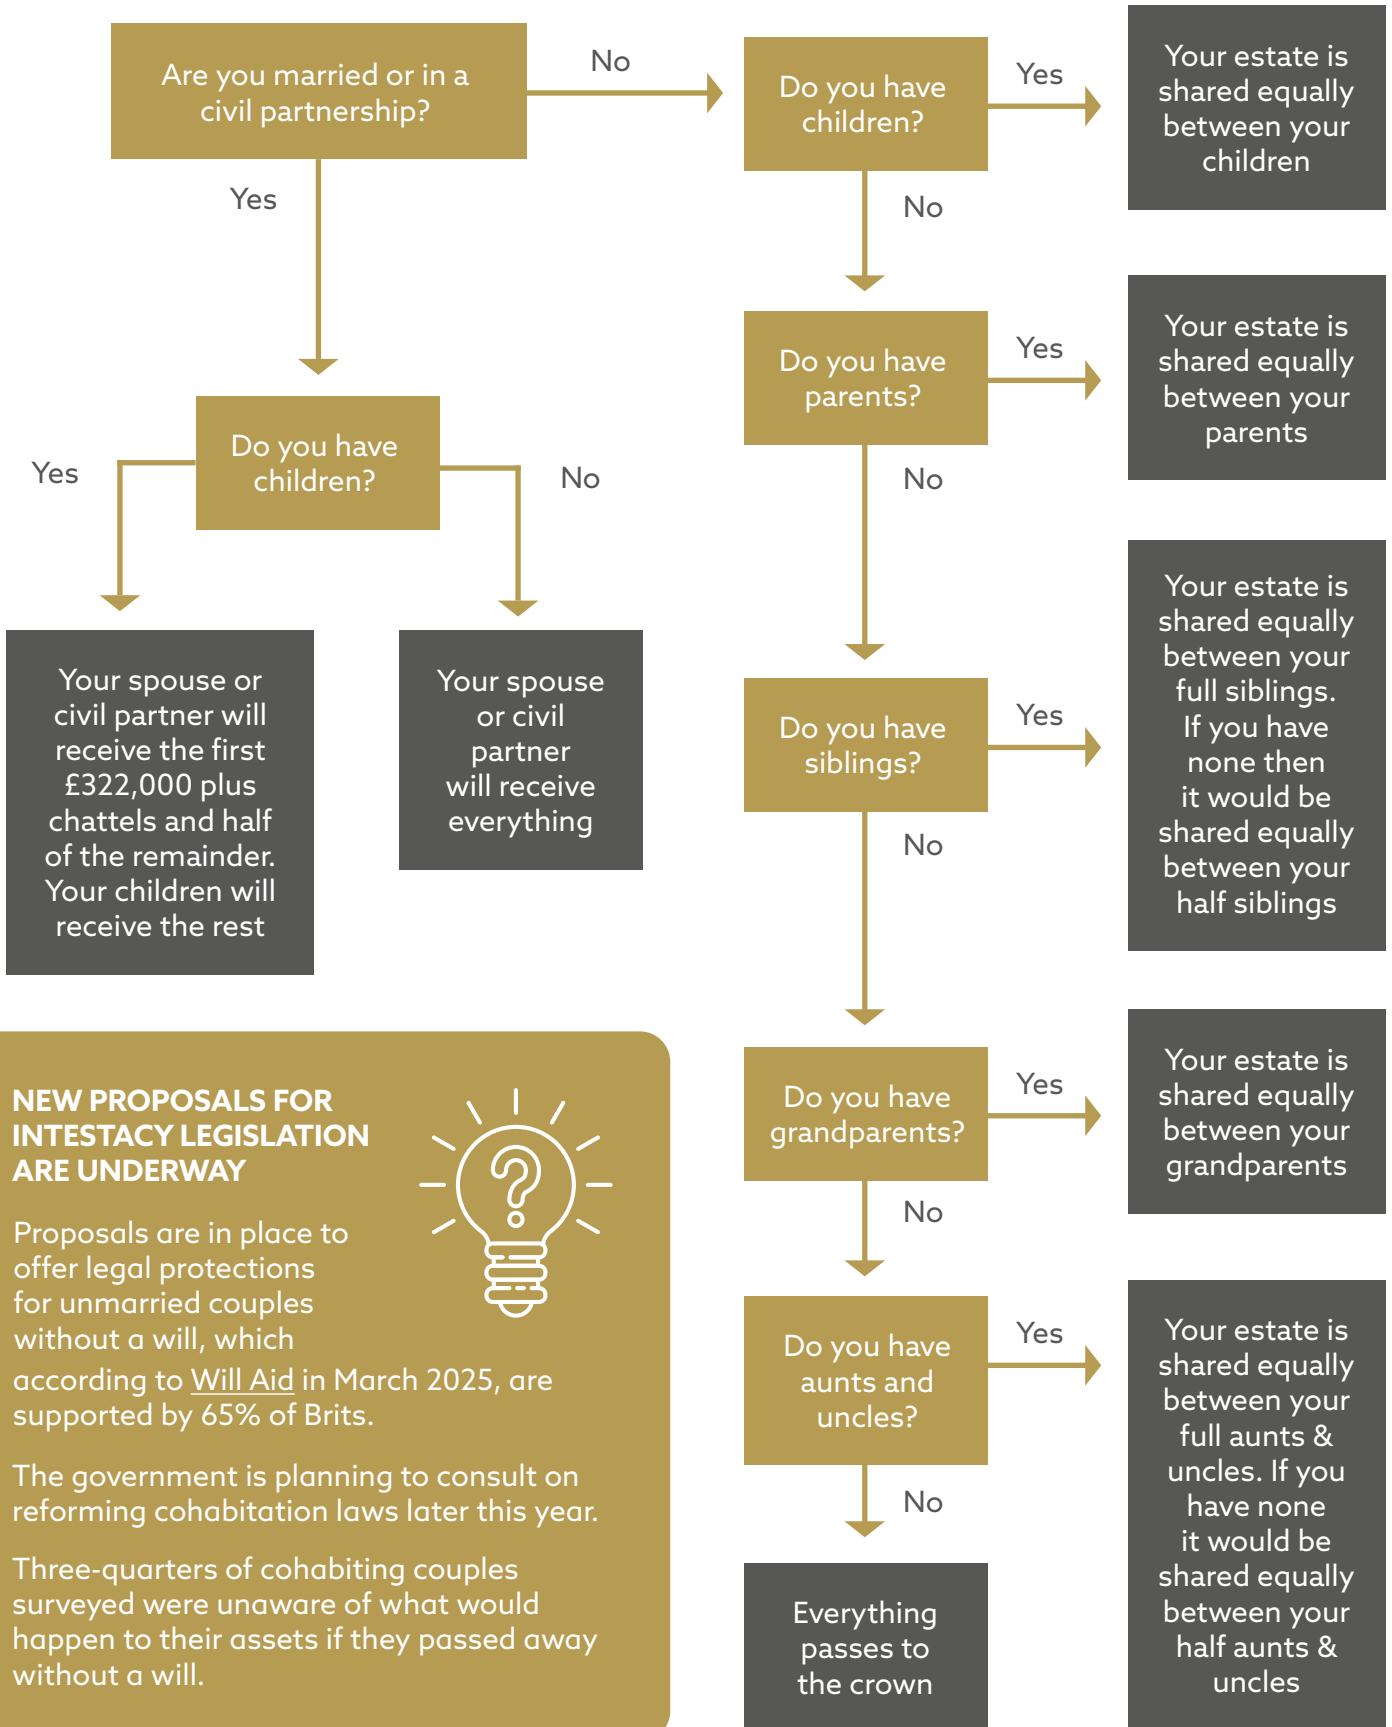 Are you married or in a
civil partnership?
No
Do you have
children?
Yes
Your estate is
shared equally
between your
children
Yes
No
Do you have
parents?
Yes
Your estate is
shared equally
between your
parents
Do you have
children?
Yes
No
No
Your spouse or
civil partner will
receive the first
£322,000 plus
chattels and half
of the remainder.
Your children will
receive the rest
Your spouse
or civil
partner
will receive
everything
Do you have
siblings?
Yes
Your estate is
shared equally
between your
full siblings.
If you have
none then
it would be
shared equally
between your
half siblings
No
Do you have
grandparents?
Yes
Your estate is
shared equally
between your
grandparents
No
Do you have
aunts and
uncles?
Yes
Your estate is
shared equally
between your
full aunts &
uncles. If you
have none
it would be
shared equally
between your
half aunts &
uncles
No
Everything
passes to
the crown
NEW PROPOSALS FOR
INTESTACY LEGISLATION
ARE UNDERWAY
Proposals are in place to
offer legal protections
for unmarried couples
without a will, which
according to Will Aid in March 2025, are
supported by 65% of Brits.
The government is planning to consult on
reforming cohabitation laws later this year.
Three-quarters of cohabiting couples
surveyed were unaware of what would
happen to their assets if they passed away
without a will.